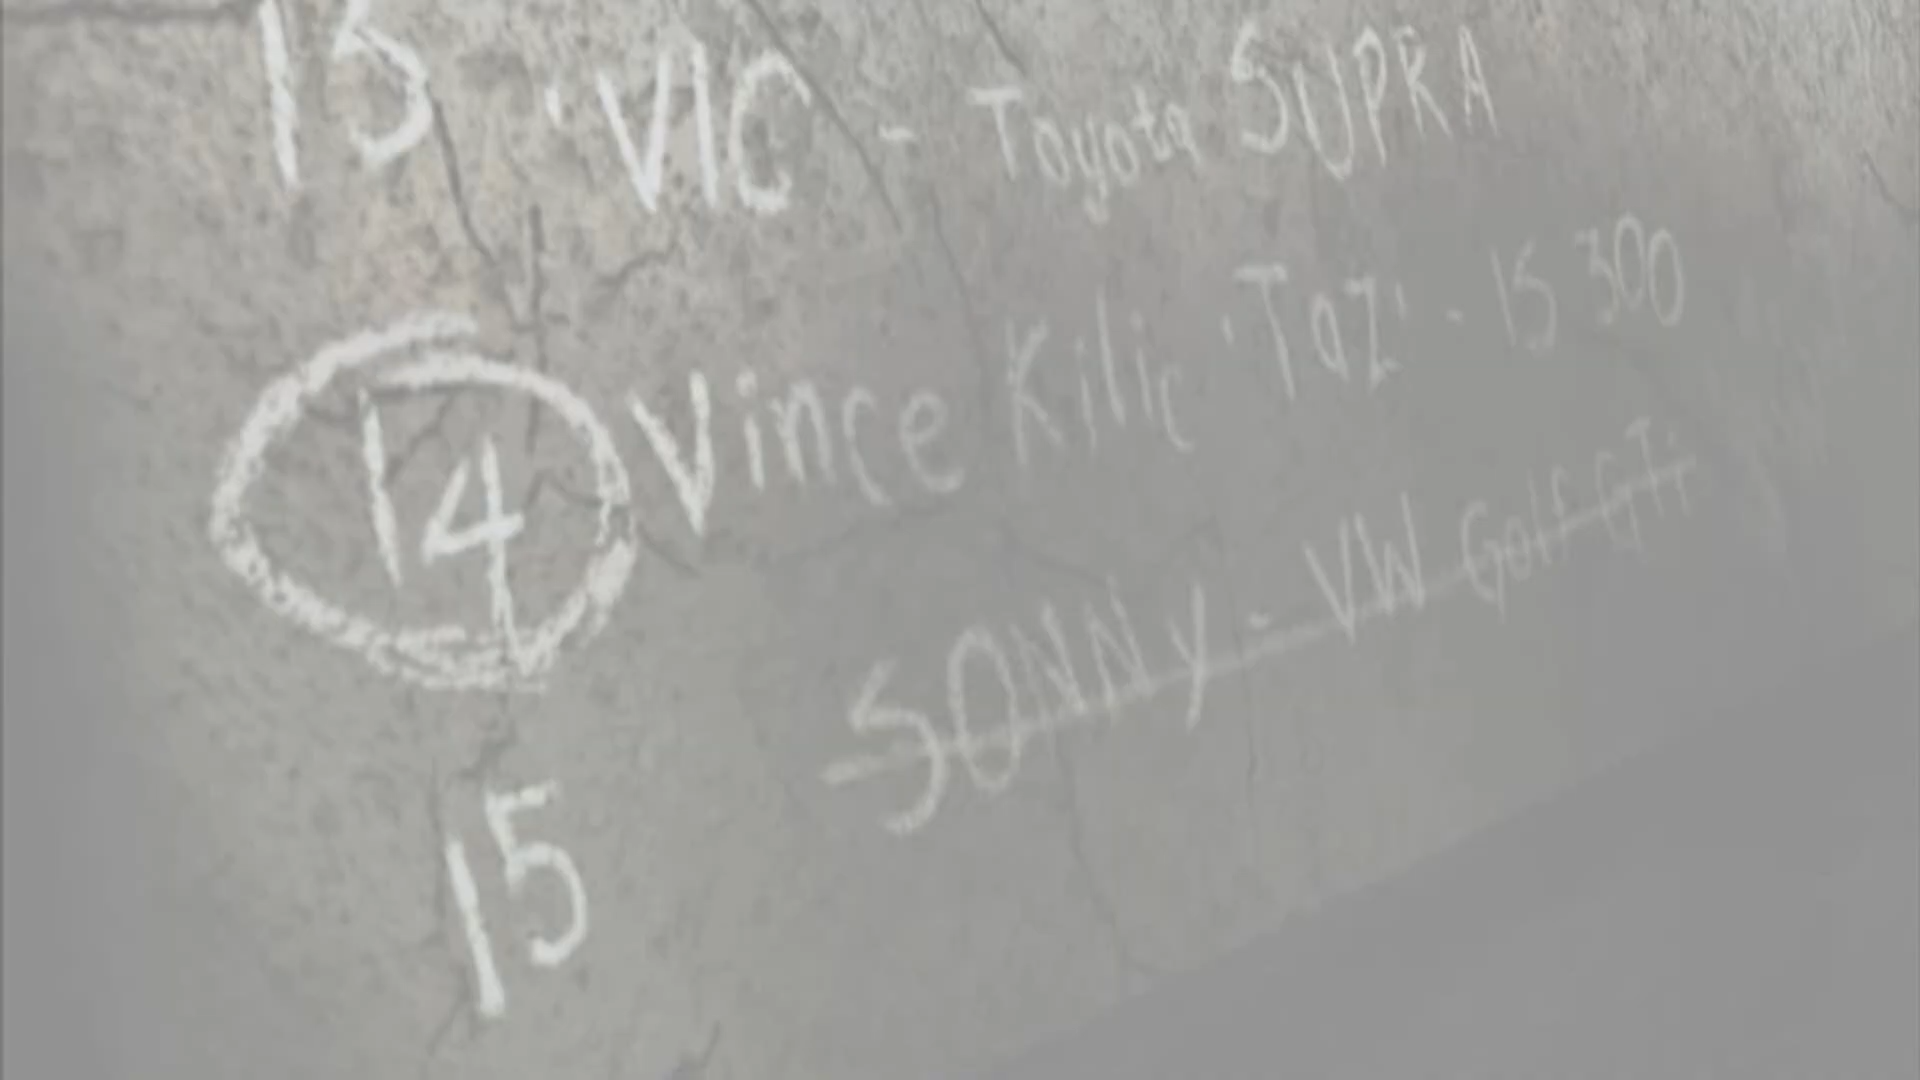 13 'VIC - Toyota SUPRA
14 Vince Kilic 'Taz' - IS 300
15 SONNY - VW Golf GTi